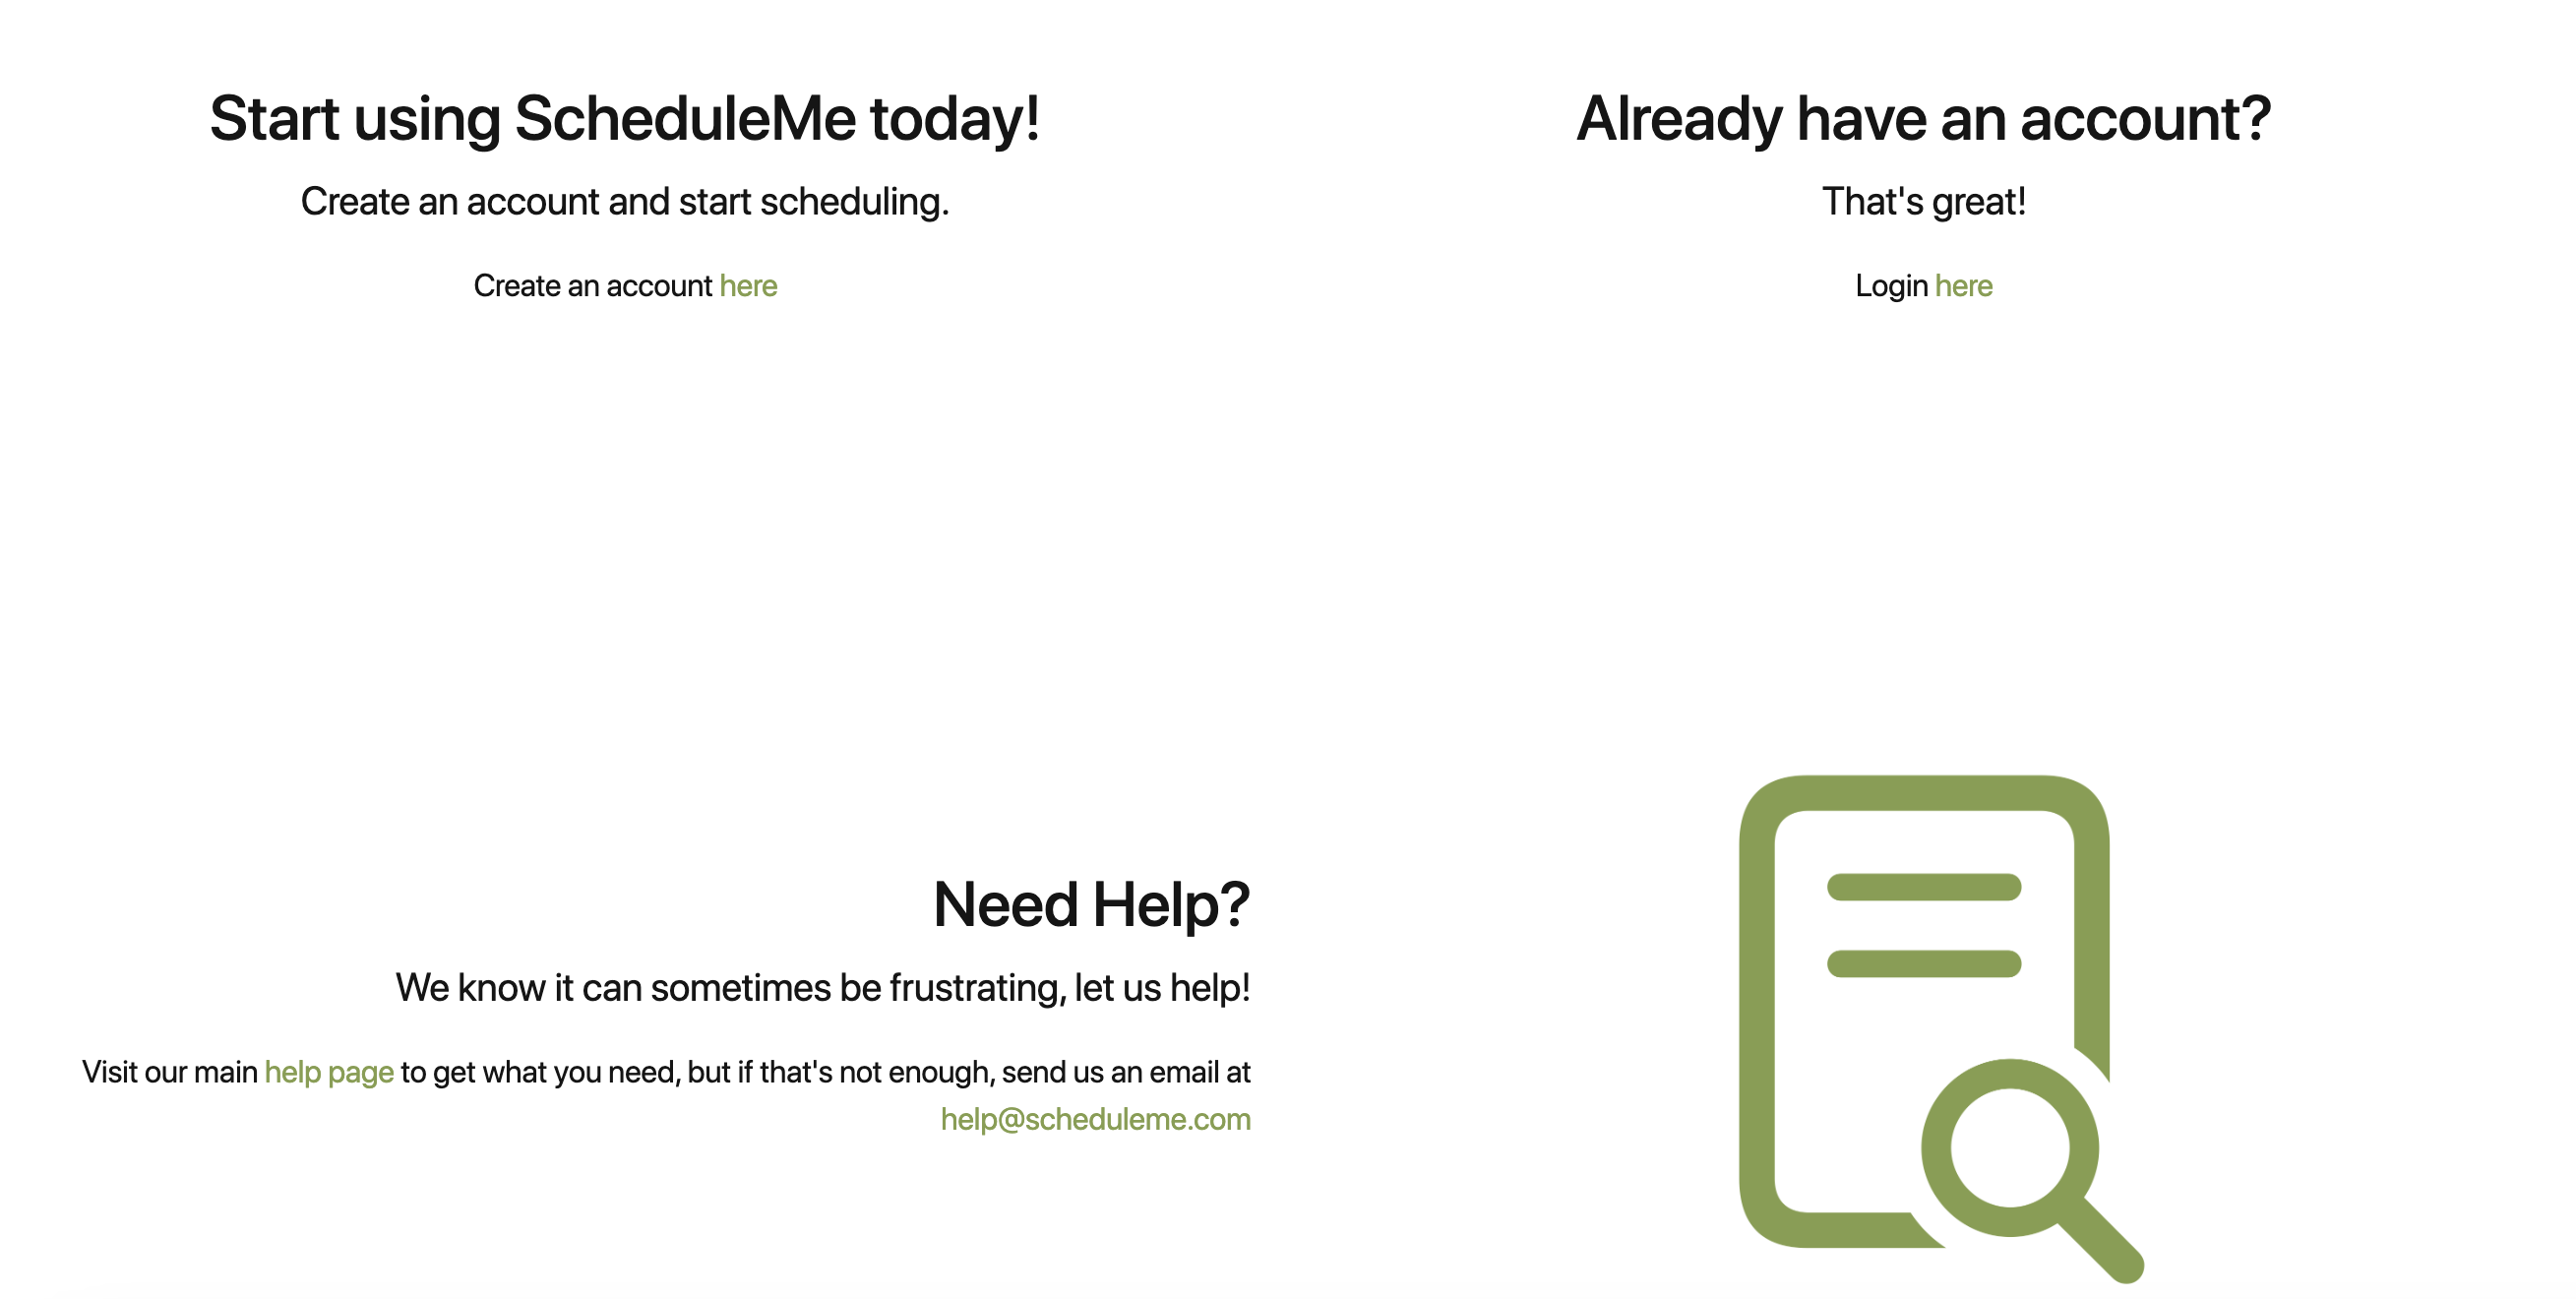 Start using ScheduleMe today!
Create an account and start scheduling.
Create an account here
Already have an account?
That's great!
Login here
Need Help?
We know it can sometimes be frustrating, let us help!
Visit our main help page to get what you need, but if that's not enough, send us an email at
help@scheduleme.com